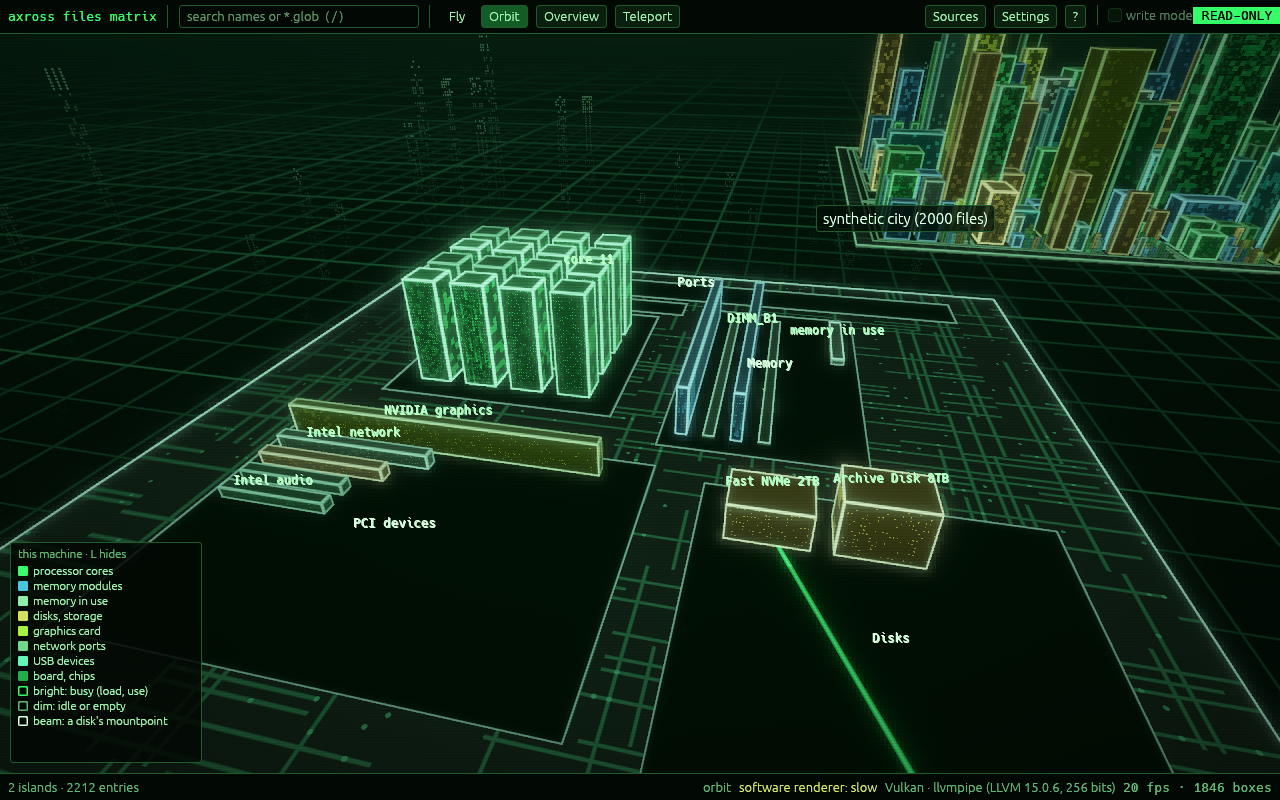 axross files matrix
search names or *.glob (/)
Fly
Orbit
Overview
Teleport
Sources
Settings
?
write mode
READ-ONLY
synthetic city (2000 files)
core 11
Ports
DIMM_B1
memory in use
Memory
NVIDIA graphics
Intel network
Intel audio
Fast NVMe 2TB
Archive Disk 8TB
PCI devices
Disks
this machine · L hides
processor cores
memory modules
memory in use
disks, storage
graphics card
network ports
USB devices
board, chips
bright: busy (load, use)
dim: idle or empty
beam: a disk's mountpoint
2 islands · 2212 entries
orbit software renderer: slow Vulkan · llvmpipe (LLVM 15.0.6, 256 bits) 20 fps · 1846 boxes